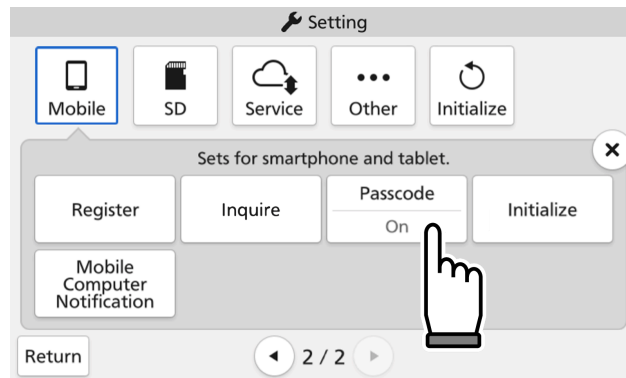 Setting
Mobile
SD
Service
Other
Initialize
Sets for smartphone and tablet.
Register
Inquire
Passcode
On
Initialize
Mobile
Computer
Notification
Return
2 / 2